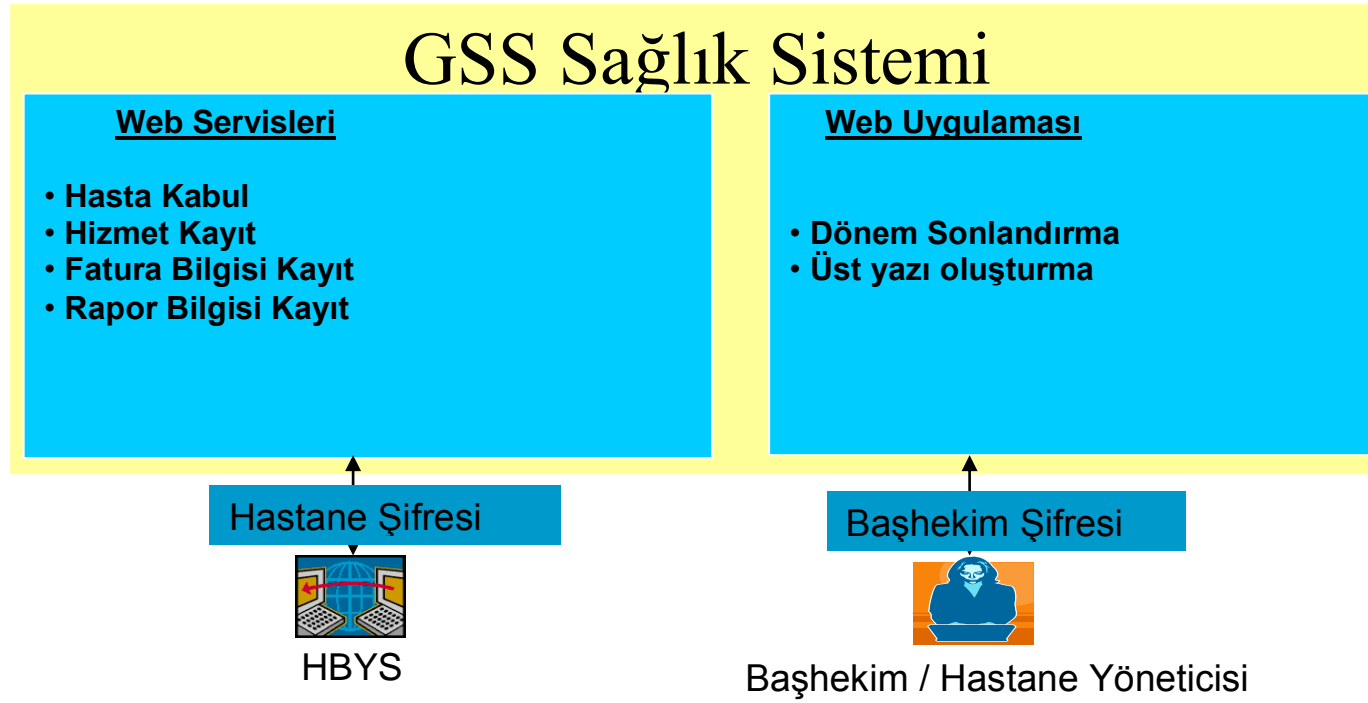 GSS Sağlık Sistemi
Web Servisleri
• Hasta Kabul
• Hizmet Kayıt
• Fatura Bilgisi Kayıt
• Rapor Bilgisi Kayıt
Web Uygulaması
• Dönem Sonlandırma
• Üst yazı oluşturma
Hastane Şifresi
Başhekim Şifresi
HBYS
Başhekim / Hastane Yöneticisi